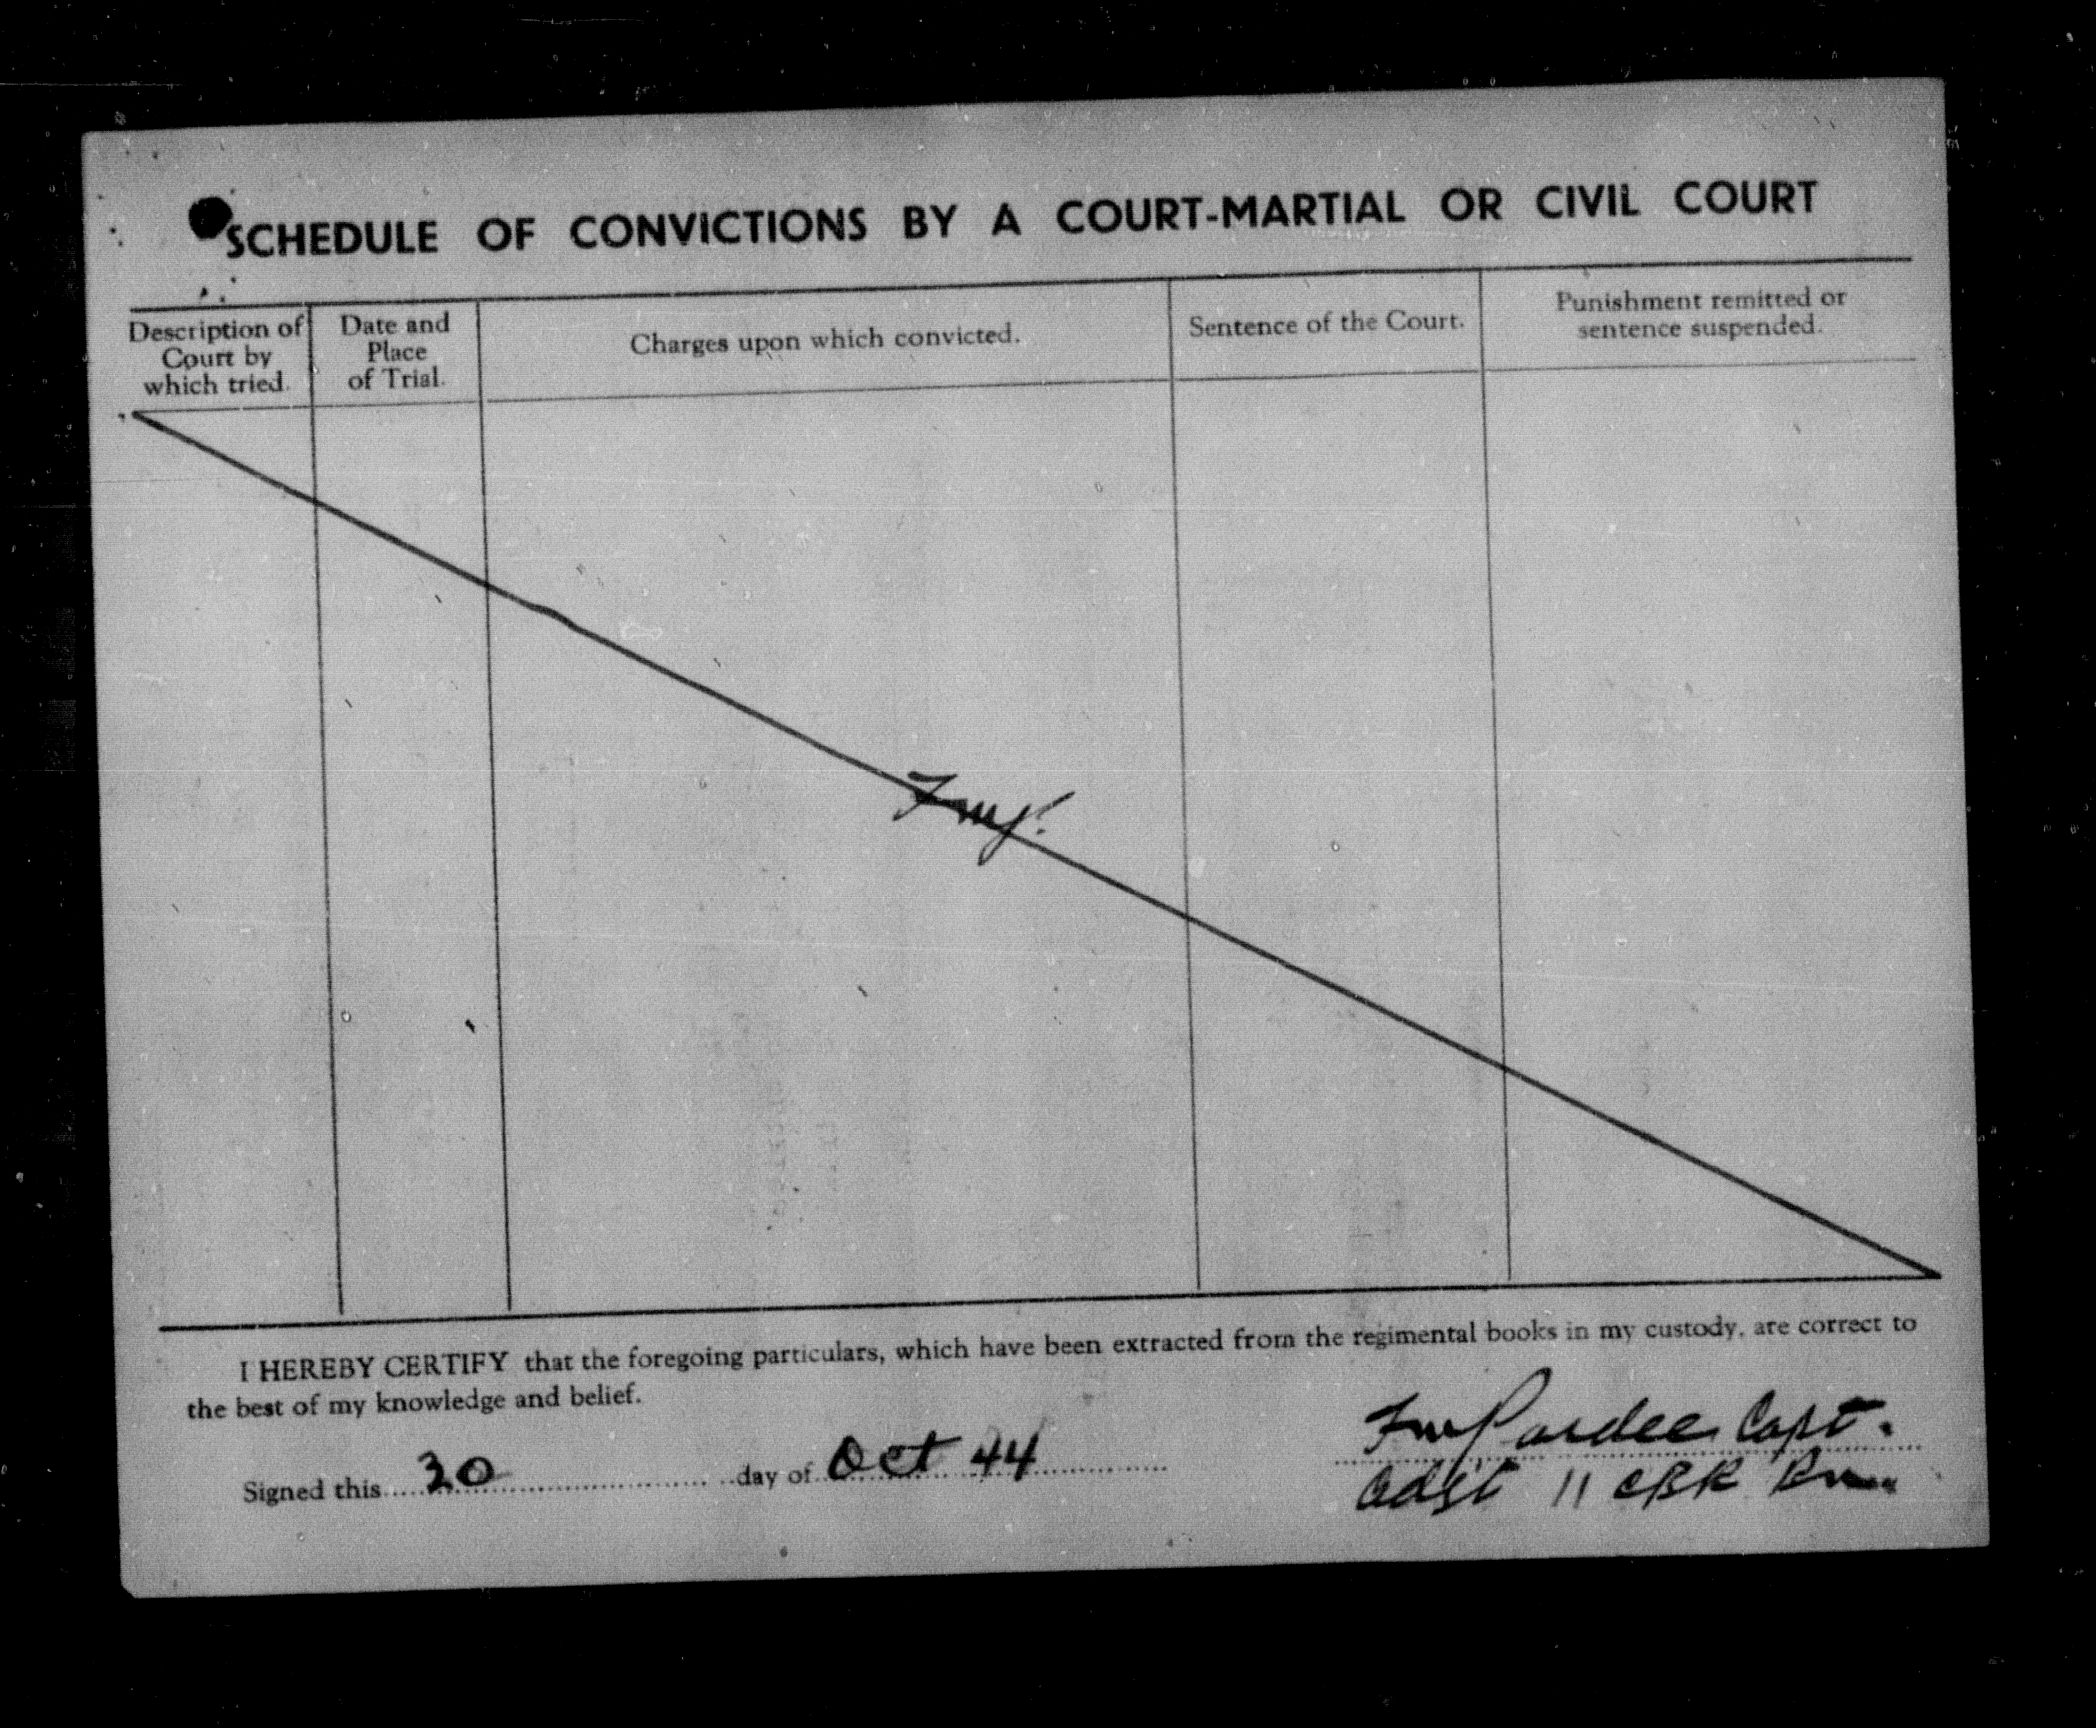 SCHEDULE OF CONVICTIONS BY A COURT-MARTIAL OR CIVIL COURT
Description of Court by which tried.
Date and Place of Trial.
Charges upon which convicted.
Sentence of the Court.
Punishment remitted or sentence suspended.
I HEREBY CERTIFY that the foregoing particulars, which have been extracted from the regimental books in my custody, are correct to
the best of my knowledge and belief.
Signed this 30 day of Oct 44
Pardee Capt.
Adjt 11 CBR Bn.